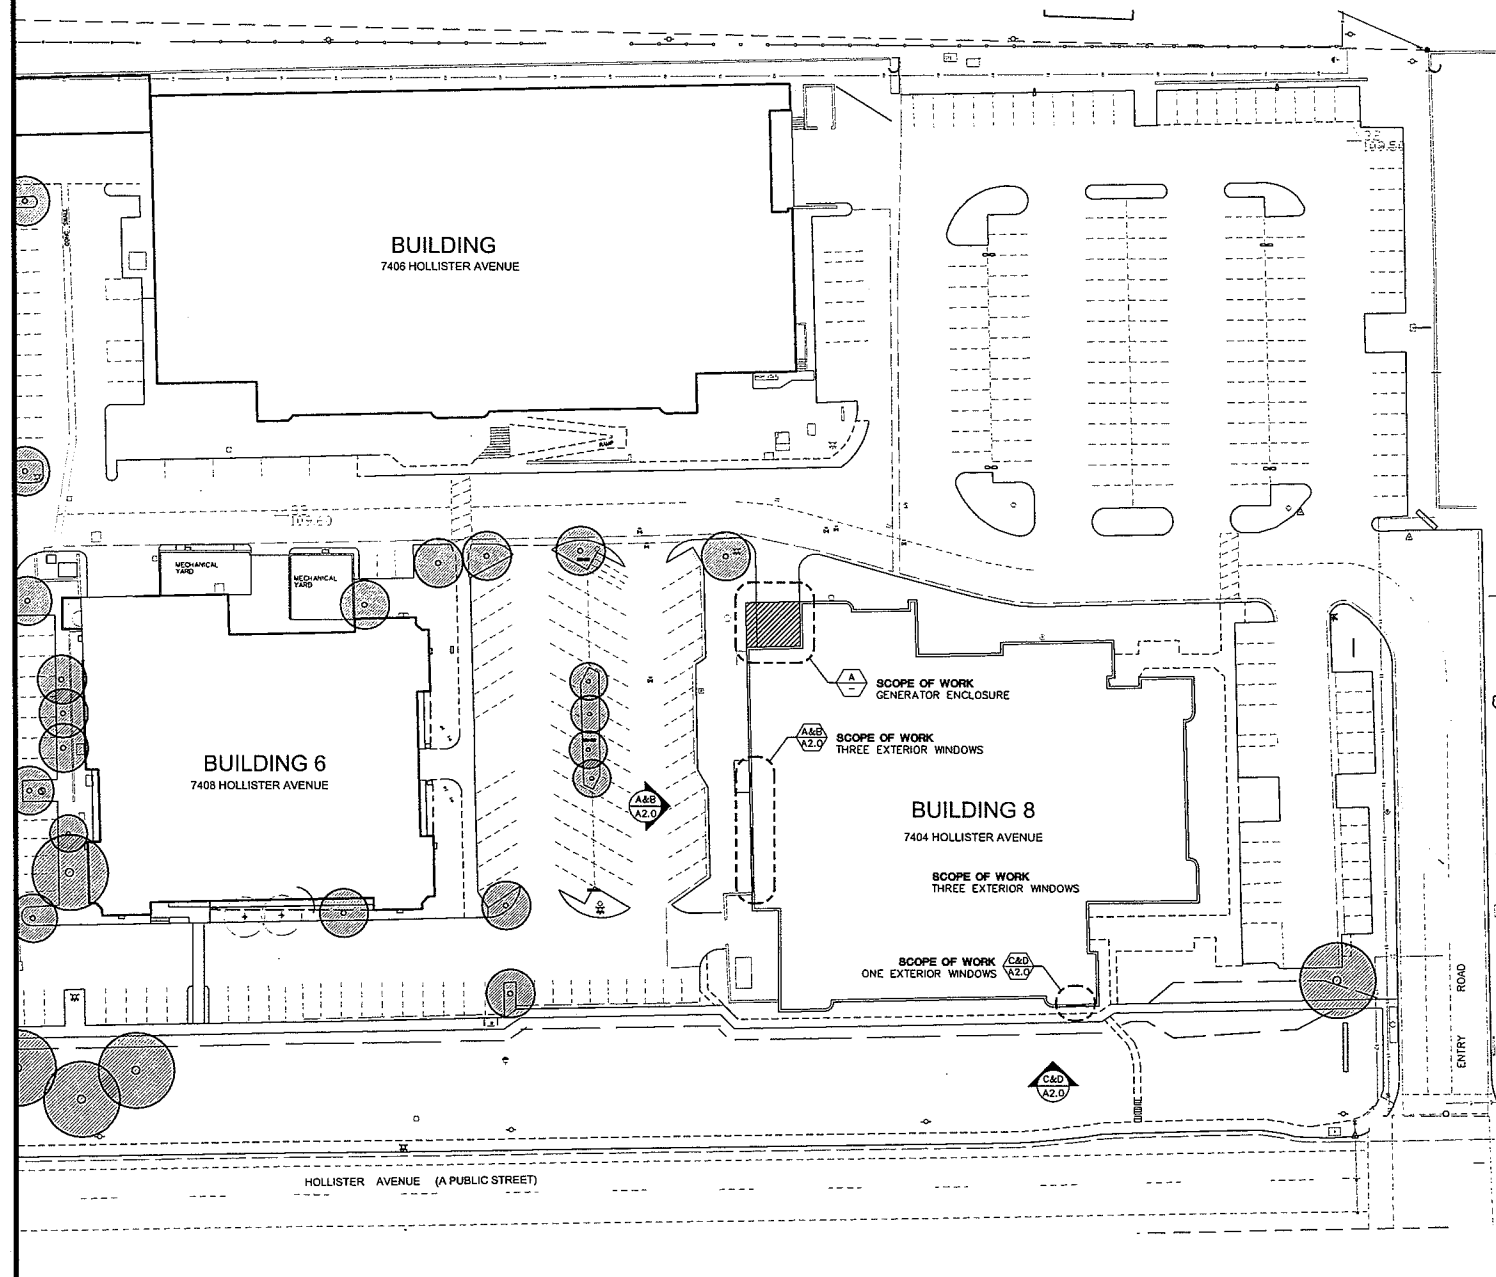 BUILDING
7406 HOLLISTER AVENUE
RAMP
MECHANICAL
YARD
MECHANICAL
YARD
A
–
SCOPE OF WORK
GENERATOR ENCLOSURE
A&B
A2.0
SCOPE OF WORK
THREE EXTERIOR WINDOWS
BUILDING 6
7408 HOLLISTER AVENUE
A&B
A2.0
BUILDING 8
7404 HOLLISTER AVENUE
SCOPE OF WORK
THREE EXTERIOR WINDOWS
SCOPE OF WORK
ONE EXTERIOR WINDOWS
C&D
A2.0
C&D
A2.0
ENTRY ROAD
HOLLISTER AVENUE (A PUBLIC STREET)